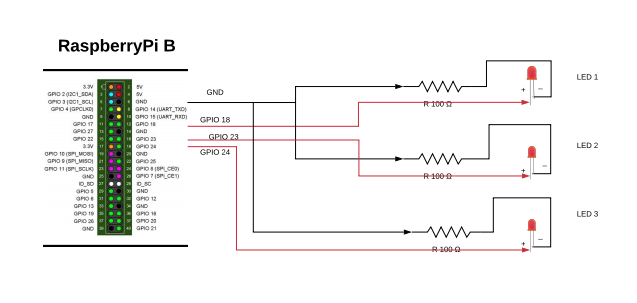 RaspberryPi B
3.3V 5V
GPIO 2 (I2C1_SDA) 5V
GPIO 3 (I2C1_SCL) GND
GPIO 4 (GPCLK0) GPIO 14 (UART_TXD)
GND GPIO 15 (UART_RXD)
GPIO 17 GPIO 18
GPIO 27 GND
GPIO 22 GPIO 23
3.3V GPIO 24
GPIO 10 (SPI_MOBI) GND
GPIO 9 (SPI_MISO) GPIO 25
GPIO 11 (SPI_SCLK) GPIO 8 (SPI_CE0)
GND GPIO 7 (SPI_CE1)
ID_SD ID_SC
GPIO 5 GND
GPIO 6 GPIO 12
GPIO 13 GND
GPIO 19 GPIO 16
GPIO 26 GPIO 20
GND GPIO 21
GND
GPIO 18
GPIO 23
GPIO 24
R 100 Ω
+ –
LED 1
R 100 Ω
+ –
LED 2
R 100 Ω
+ –
LED 3